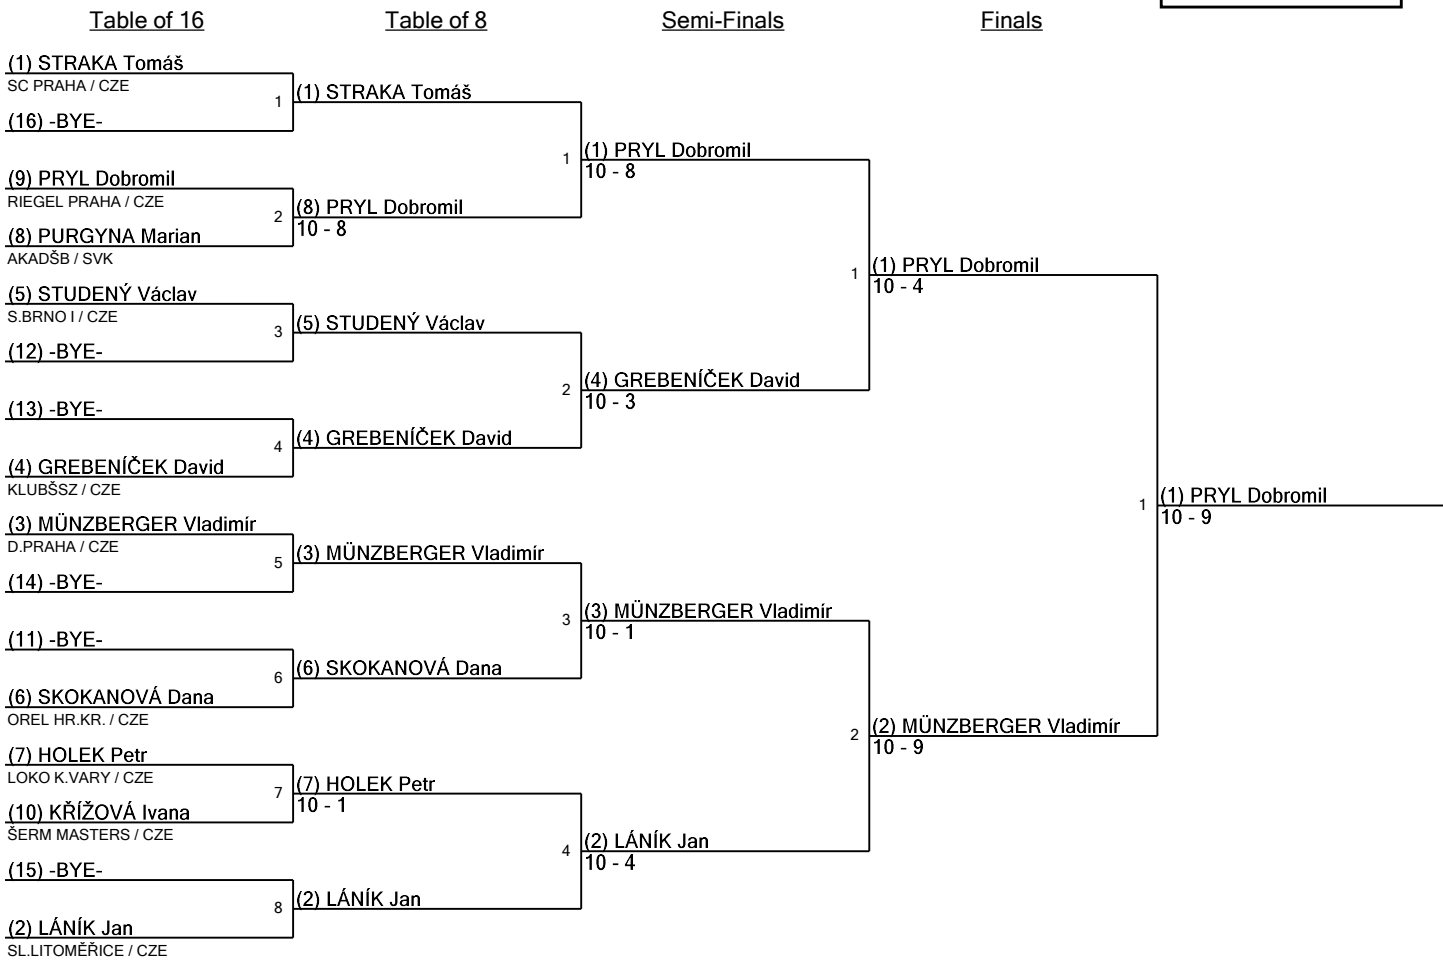 Table of 16
Table of 8
Semi-Finals
Finals
(1) STRAKA Tomáš
SC PRAHA / CZE
(16) -BYE-
(9) PRYL Dobromil
RIEGEL PRAHA / CZE
(8) PURGYNA Marian
AKADŠB / SVK
(5) STUDENÝ Václav
S.BRNO I / CZE
(12) -BYE-
(13) -BYE-
(4) GREBENÍČEK David
KLUBŠSZ / CZE
(3) MÜNZBERGER Vladimír
D.PRAHA / CZE
(14) -BYE-
(11) -BYE-
(6) SKOKANOVÁ Dana
OREL HR.KR. / CZE
(7) HOLEK Petr
LOKO K.VARY / CZE
(10) KŘÍŽOVÁ Ivana
ŠERM MASTERS / CZE
(15) -BYE-
(2) LÁNÍK Jan
SL.LITOMĚŘICE / CZE
1 (1) STRAKA Tomáš
2 (8) PRYL Dobromil
10 - 8
3 (5) STUDENÝ Václav
4 (4) GREBENÍČEK David
5 (3) MÜNZBERGER Vladimír
6 (6) SKOKANOVÁ Dana
7 (7) HOLEK Petr
10 - 1
8 (2) LÁNÍK Jan
1 (1) PRYL Dobromil
10 - 8
2 (4) GREBENÍČEK David
10 - 3
3 (3) MÜNZBERGER Vladimír
10 - 1
4 (2) LÁNÍK Jan
10 - 4
1 (1) PRYL Dobromil
10 - 4
2 (2) MÜNZBERGER Vladimír
10 - 9
1 (1) PRYL Dobromil
10 - 9